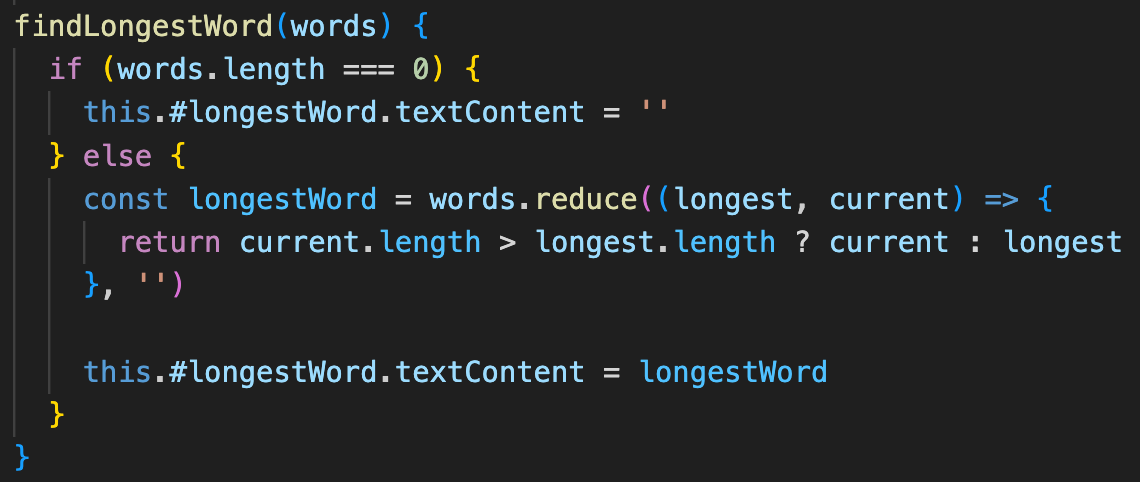 findLongestWord(words) {
  if (words.length === 0) {
    this.#longestWord.textContent = ''
  } else {
    const longestWord = words.reduce((longest, current) => {
      return current.length > longest.length ? current : longest
    }, '')

    this.#longestWord.textContent = longestWord
  }
}